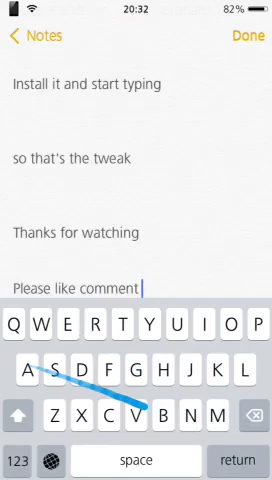 20:32 82%
Notes Done
Install it and start typing
so that's the tweak
Thanks for watching
Please like comment
Q W E R T Y U I O P
A S D F G H J K L
Z X C V B N M
123 space return